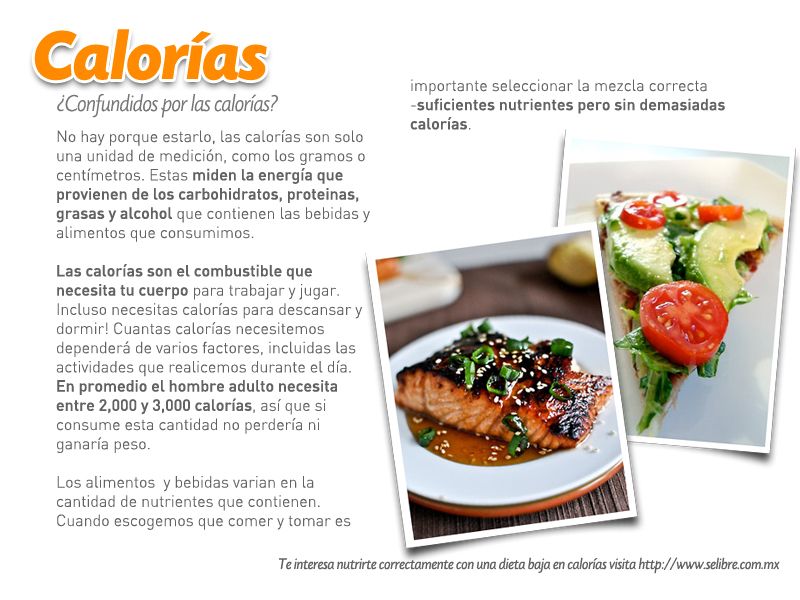 Calorías
¿Confundidos por las calorías?
No hay porque estarlo, las calorías son solo
una unidad de medición, como los gramos o
centímetros. Estas miden la energía que
provienen de los carbohidratos, proteinas,
grasas y alcohol que contienen las bebidas y
alimentos que consumimos.
Las calorías son el combustible que
necesita tu cuerpo para trabajar y jugar.
Incluso necesitas calorías para descansar y
dormir! Cuantas calorías necesitemos
dependerá de varios factores, incluidas las
actividades que realicemos durante el día.
En promedio el hombre adulto necesita
entre 2,000 y 3,000 calorías, así que si
consume esta cantidad no perdería ni
ganaría peso.
Los alimentos y bebidas varian en la
cantidad de nutrientes que contienen.
Cuando escogemos que comer y tomar es
importante seleccionar la mezcla correcta
-suficientes nutrientes pero sin demasiadas
calorías.
Te interesa nutrirte correctamente con una dieta baja en calorías visita http://www.selibre.com.mx